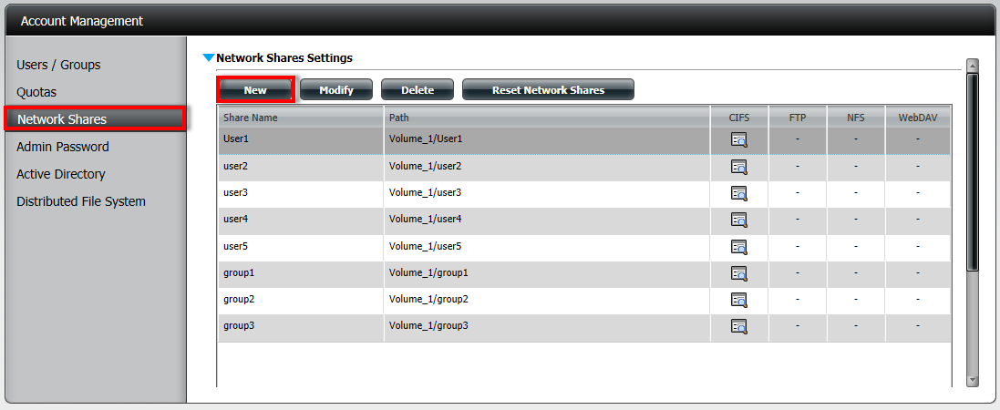 Account Management
Users / Groups
Quotas
Network Shares
Admin Password
Active Directory
Distributed File System
Network Shares Settings
New Modify Delete Reset Network Shares
Share Name Path CIFS FTP NFS WebDAV
User1 Volume_1/User1 - - -
user2 Volume_1/user2 - - -
user3 Volume_1/user3 - - -
user4 Volume_1/user4 - - -
user5 Volume_1/user5 - - -
group1 Volume_1/group1 - - -
group2 Volume_1/group2 - - -
group3 Volume_1/group3 - - -